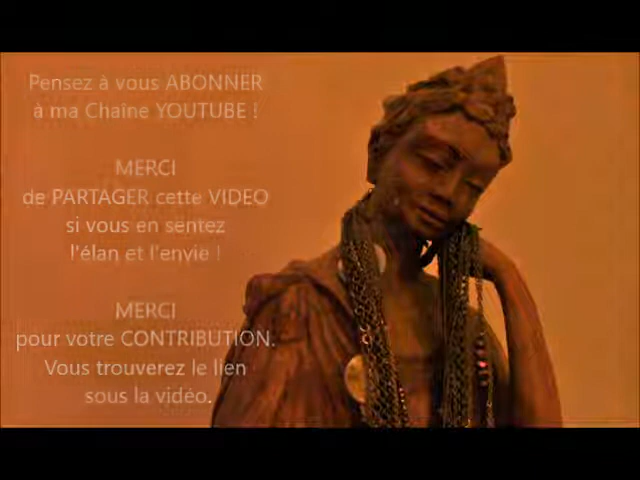 Pensez à vous ABONNER
à ma Chaîne YOUTUBE !
MERCI
de PARTAGER cette VIDEO
si vous en sentez
l'élan et l'envie !
MERCI
pour votre CONTRIBUTION.
Vous trouverez le lien
sous la vidéo.